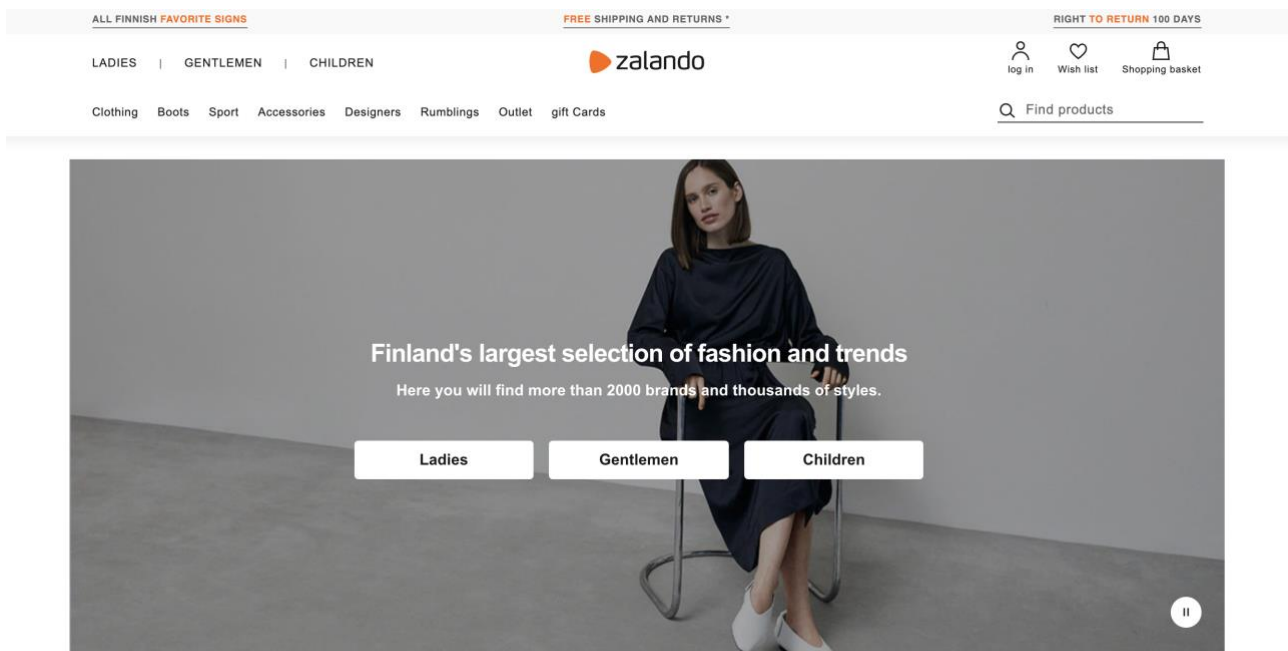 ALL FINNISH FAVORITE SIGNS
FREE SHIPPING AND RETURNS *
RIGHT TO RETURN 100 DAYS
LADIES | GENTLEMEN | CHILDREN
zalando
log in
Wish list
Shopping basket
Clothing Boots Sport Accessories Designers Rumblings Outlet gift Cards
Find products
Finland's largest selection of fashion and trends
Here you will find more than 2000 brands and thousands of styles.
Ladies
Gentlemen
Children